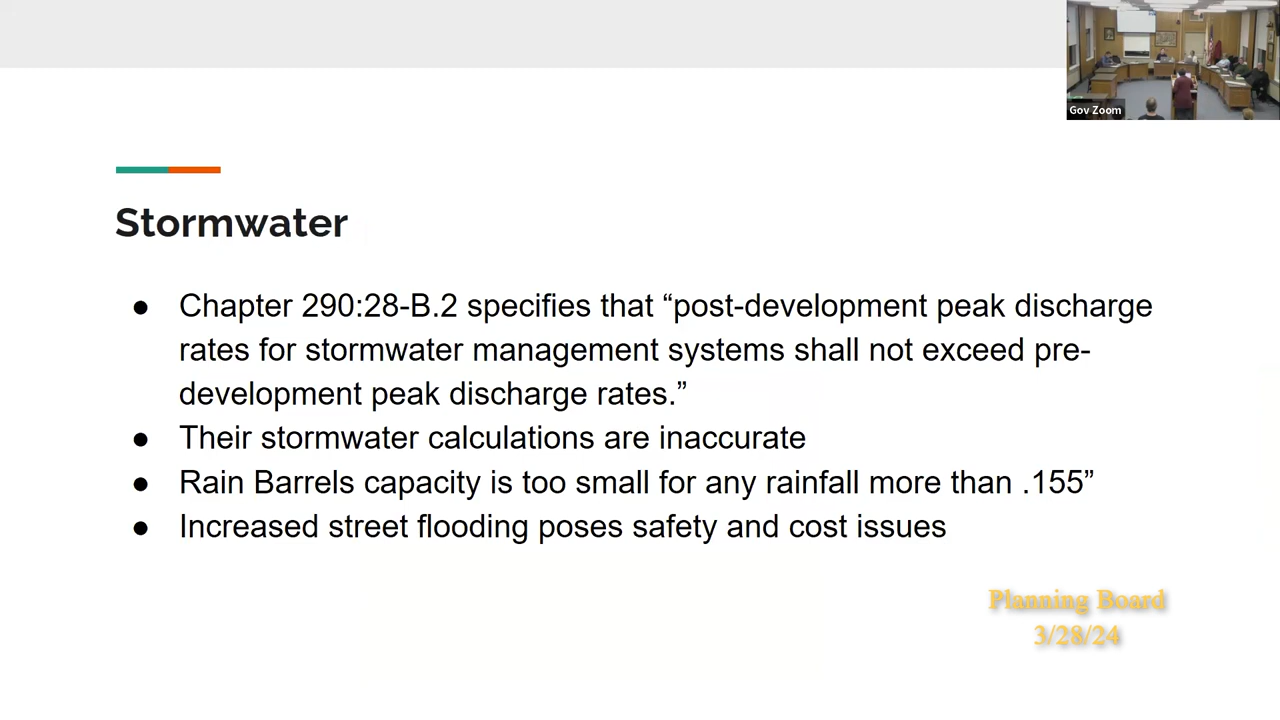 Gov Zoom
Stormwater
● Chapter 290:28-B.2 specifies that “post-development peak discharge
rates for stormwater management systems shall not exceed pre-
development peak discharge rates.”
● Their stormwater calculations are inaccurate
● Rain Barrels capacity is too small for any rainfall more than .155”
● Increased street flooding poses safety and cost issues
Planning Board
3/28/24